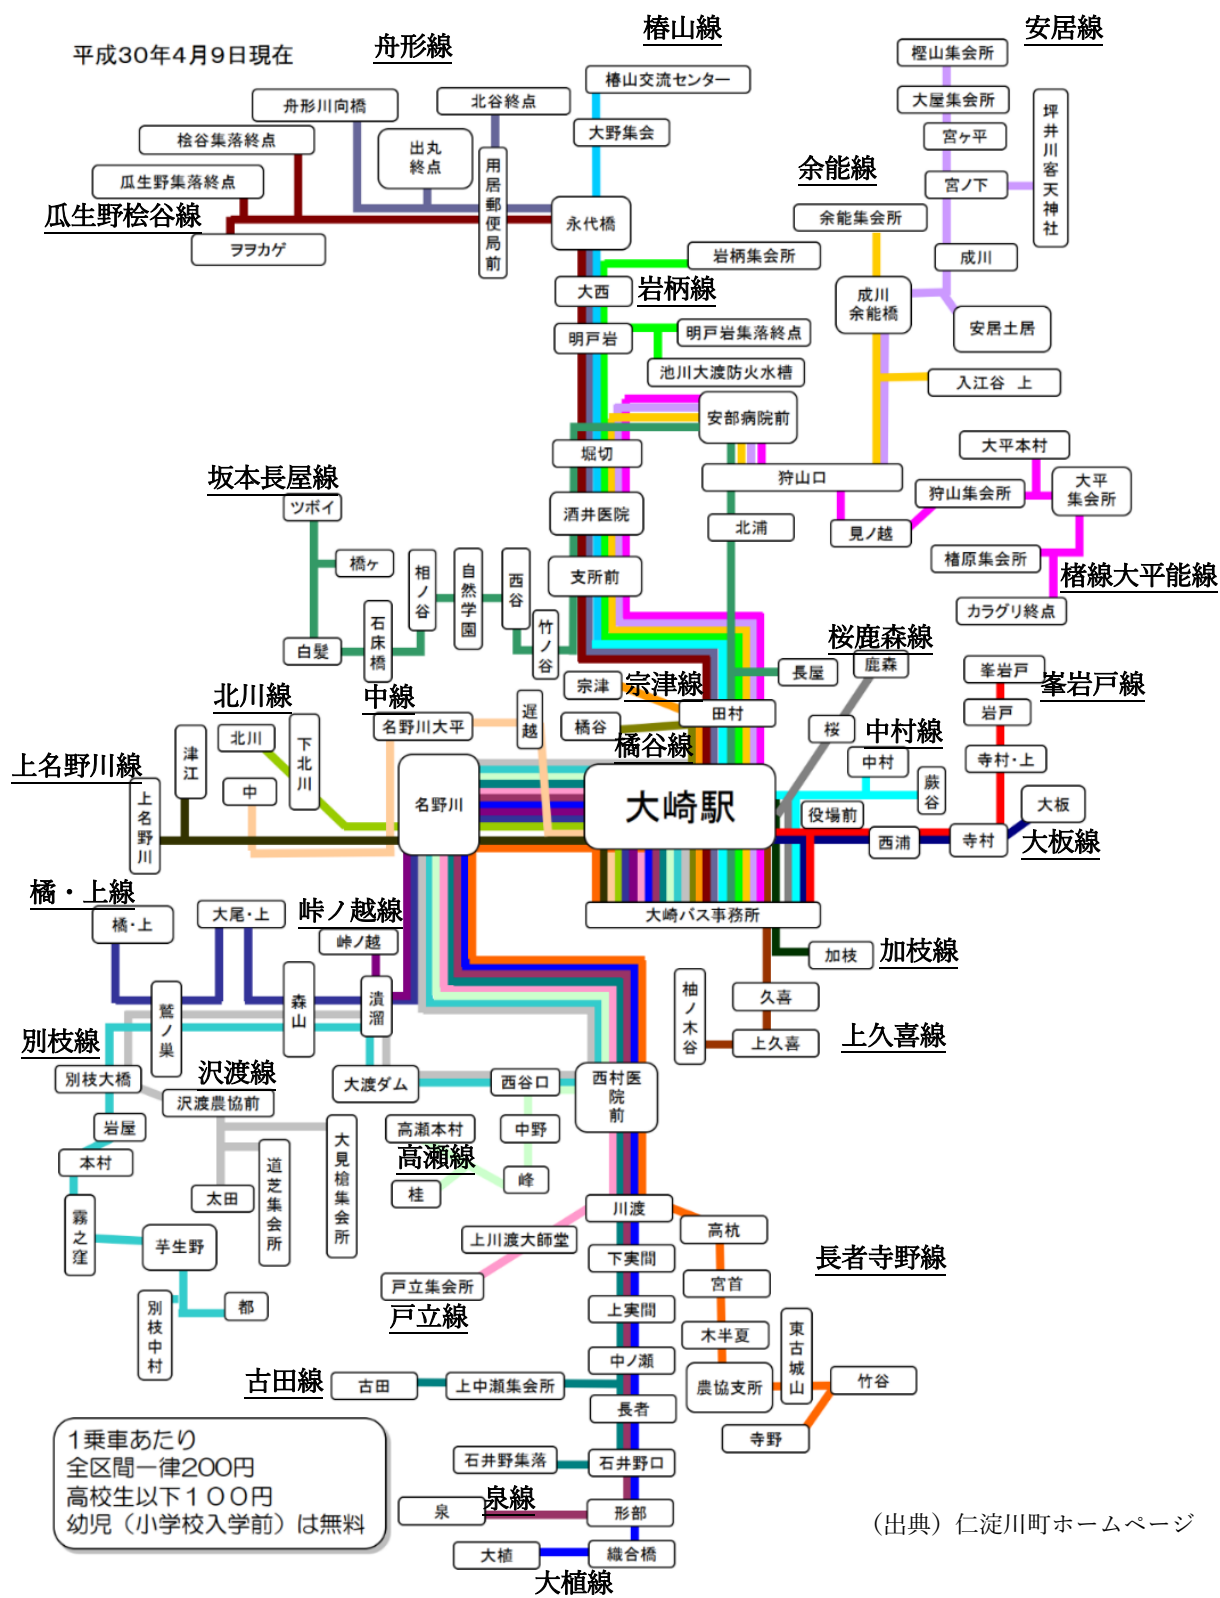 平成30年4月9日現在
舟形線
椿山線
安居線
椿山交流センター
樫山集会所
舟形川向橋
北谷終点
大屋集会所
大野集会
桧谷集落終点
出丸
終点
宮ヶ平
坪井川客天神社
用居郵便局前
瓜生野集落終点
余能線
宮ノ下
瓜生野桧谷線
永代橋
余能集会所
ヲヲカゲ
岩柄集会所
成川
大西
岩柄線
成川
余能橋
安居土居
明戸岩
明戸岩集落終点
池川大渡防火水槽
入江谷 上
安部病院前
堀切
大平本村
坂本長屋線
狩山口
ツボイ
狩山集会所
大平
集会所
酒井医院
北浦
見ノ越
橋ヶ
相ノ谷
自然学園
西谷
楮原集会所
支所前
楮線大平能線
石床橋
竹ノ谷
カラグリ終点
白髪
桜鹿森線
鹿森
長屋
峯岩戸
峯岩戸線
宗津
宗津線
北川線
中線
遅越
田村
岩戸
名野川大平
橘谷
桜
中村線
北川
下北川
津江
橘谷線
寺村・上
上名野川線
中村
蕨谷
中
上名野川
名野川
大崎駅
役場前
大板
西浦
寺村
大板線
橘・上線
大尾・上
峠ノ越線
大崎バス事務所
橘・上
峠ノ越
加枝
加枝線
森山
潰溜
柚ノ木谷
久喜
鷲ノ巣
別枝線
上久喜
上久喜線
沢渡線
別枝大橋
大渡ダム
西谷口
西村医
院
前
沢渡農協前
岩屋
高瀬本村
中野
大見槍集会所
高瀬線
道芝集会所
本村
峰
太田
桂
霧之窪
川渡
芋生野
上川渡大師堂
高杭
下実間
長者寺野線
戸立集会所
宮首
別枝中村
都
戸立線
上実間
木半夏
東古城山
中ノ瀬
古田線
古田
上中瀬集会所
農協支所
竹谷
長者
寺野
1乗車あたり
全区間一律200円
高校生以下100円
幼児（小学校入学前）は無料
石井野集落
石井野口
泉線
泉
形部
（出典）仁淀川町ホームページ
大植
織合橋
大植線